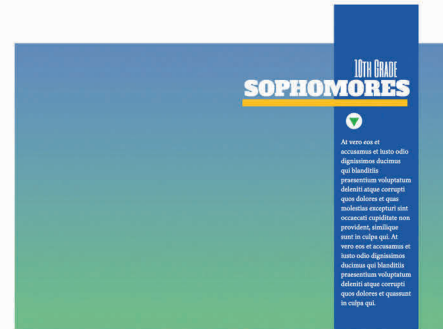 10TH GRADE
SOPHOMORES
At vero eos et
accusamus et iusto odio
dignissimos ducimus
qui blanditiis
praesentium voluptatum
deleniti atque corrupti
quos dolores et quas
molestias excepturi sint
occaecati cupiditate non
provident, similique
sunt in culpa qui. At
vero eos et accusamus et
iusto odio dignissimos
ducimus qui blanditiis
praesentium voluptatum
deleniti atque corrupti
quos dolores et quassunt
in culpa qui.